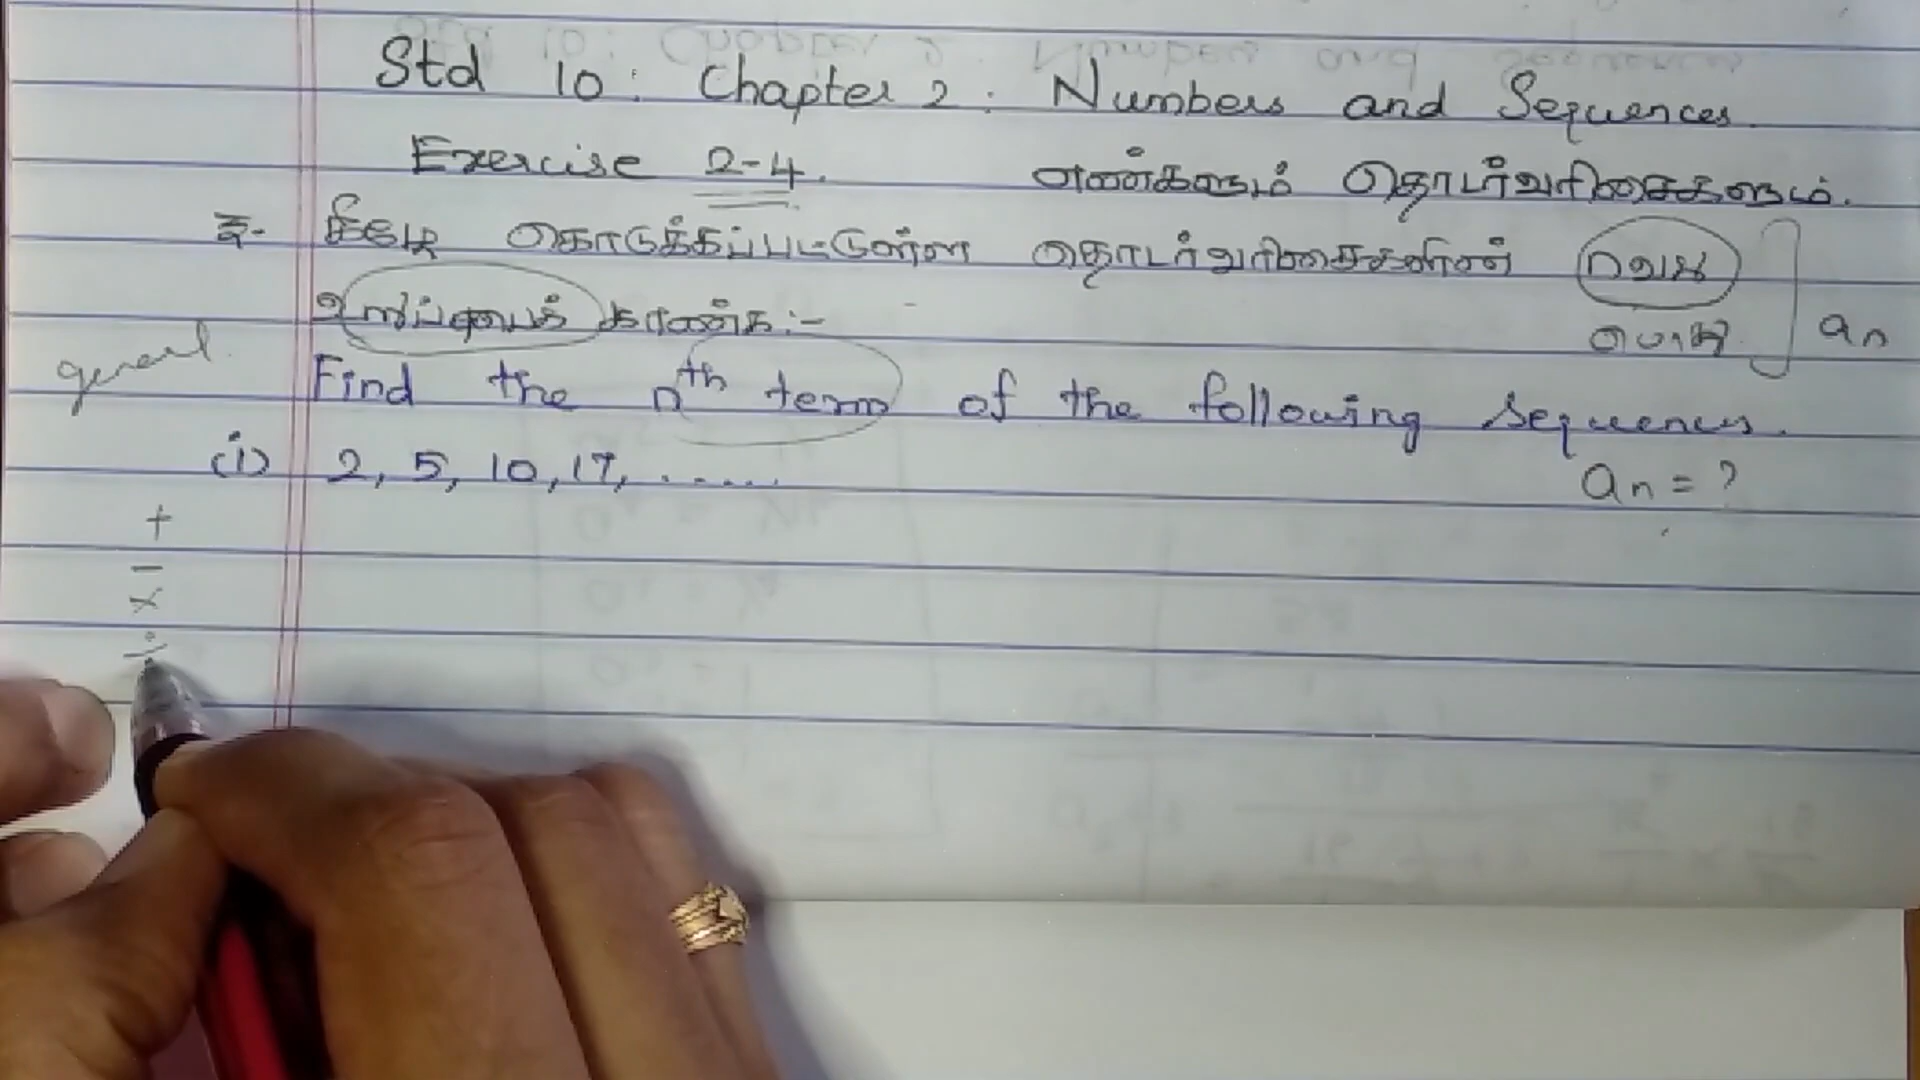 Std 10: Chapter 2: Numbers and Sequences.
Exercise 2-4. எண்களும் தொடர்வரிசைகளும்.
கீழே கொடுக்கப்பட்டுள்ள தொடர்வரிசைகளின் nவது
உறுப்பைக் காண்க:-
பொது
an
general
Find the nth term of the following sequences.
(i) 2, 5, 10, 17, ......
an = ?
+
-
×
÷